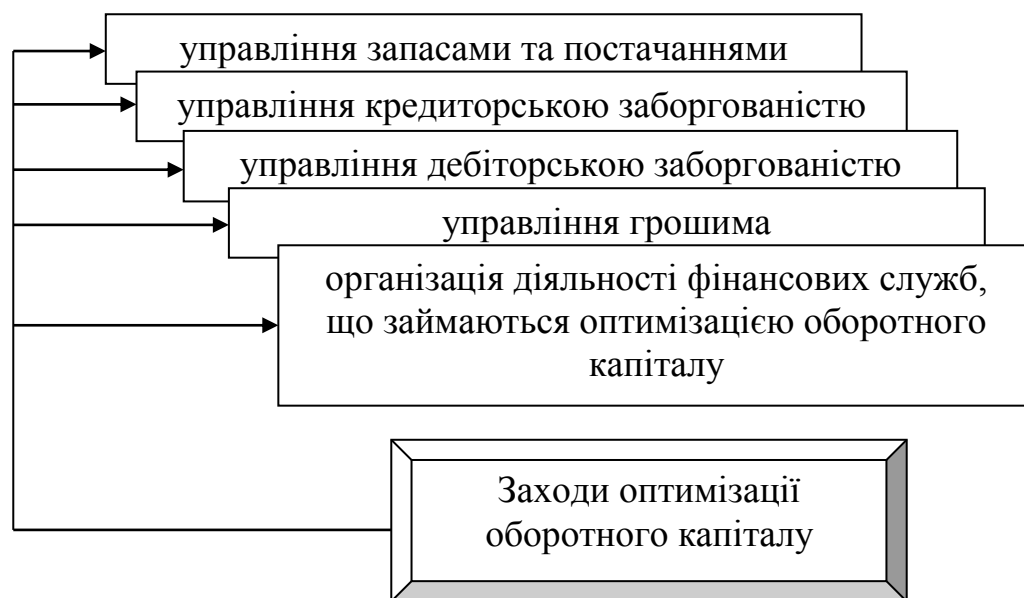 управління запасами та постачаннями
управління кредиторською заборгованістю
управління дебіторською заборгованістю
управління грошима
організація діяльності фінансових служб,
що займаються оптимізацією оборотного
капіталу
Заходи оптимізації
оборотного капіталу